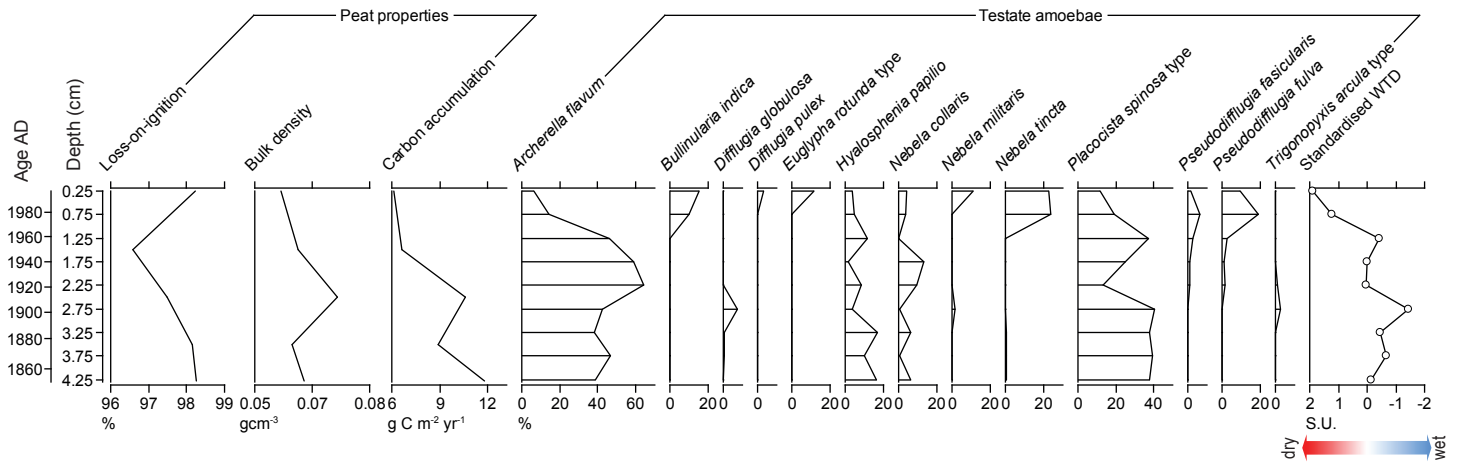 Peat properties
Testate amoebae
Age AD
Depth (cm)
Loss-on-ignition
Bulk density
Carbon accumulation
Archerella flavum
Bullinularia indica
Difflugia globulosa
Difflugia pulex
Euglypha rotunda type
Hyalosphenia papilio
Nebela collaris
Nebela militaris
Nebela tincta
Placocista spinosa type
Pseudodifflugia fasicularis
Pseudodifflugia fulva
Trigonopyxis arcula type
Standardised WTD
1980
1960
1940
1920
1900
1880
1860
0.25
0.75
1.25
1.75
2.25
2.75
3.25
3.75
4.25
96 97 98 99
%
0.05 0.07 0.08
gcm-3
6 9 12
g C m-2 yr-1
0 20 40 60
%
0 20
0
0
0 20
0 20
0 20
0
0 20
0 20 40
0
0 20
0
2 1 0 -1 -2
S.U.
dry
wet